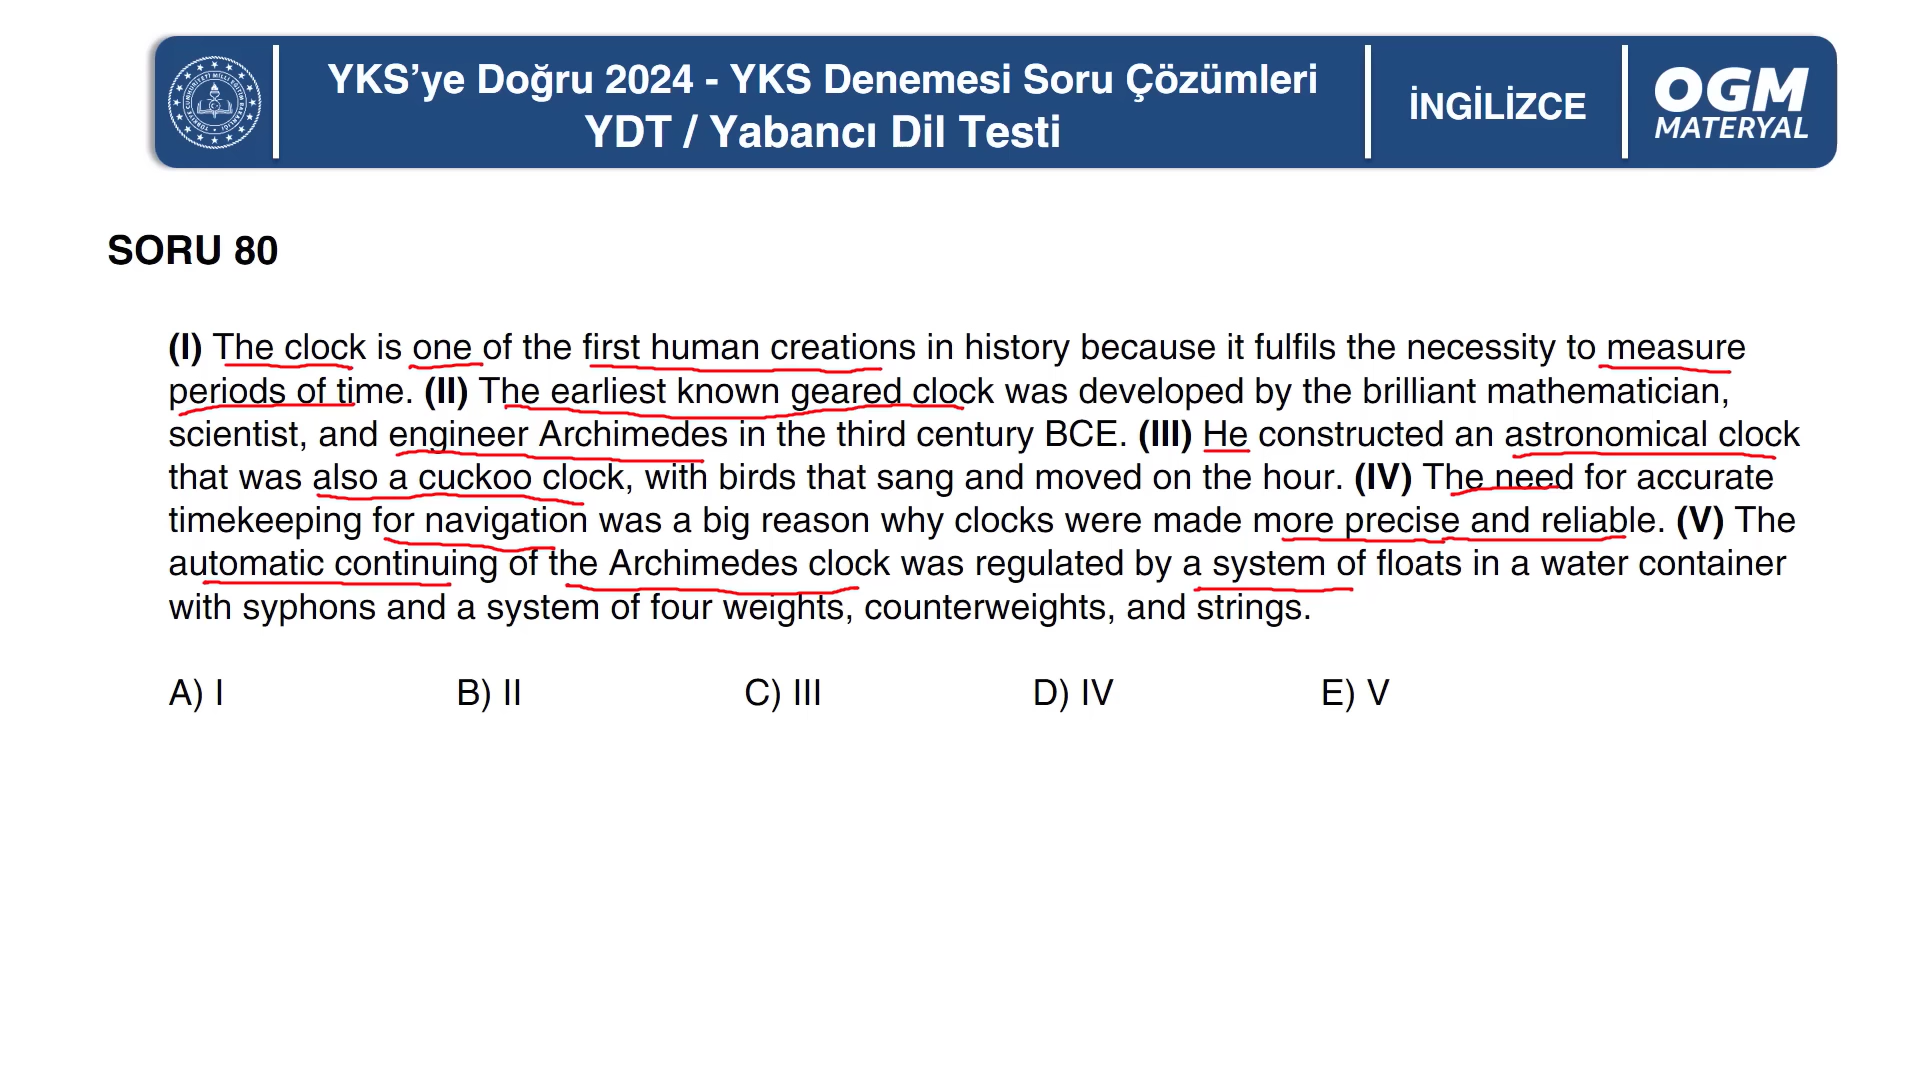 YKS’ye Doğru 2024 - YKS Denemesi Soru Çözümleri
YDT / Yabancı Dil Testi
İNGİLİZCE
OGM
MATERYAL
SORU 80
(I) The clock is one of the first human creations in history because it fulfils the necessity to measure
periods of time. (II) The earliest known geared clock was developed by the brilliant mathematician,
scientist, and engineer Archimedes in the third century BCE. (III) He constructed an astronomical clock
that was also a cuckoo clock, with birds that sang and moved on the hour. (IV) The need for accurate
timekeeping for navigation was a big reason why clocks were made more precise and reliable. (V) The
automatic continuing of the Archimedes clock was regulated by a system of floats in a water container
with syphons and a system of four weights, counterweights, and strings.
A) I B) II C) III D) IV E) V